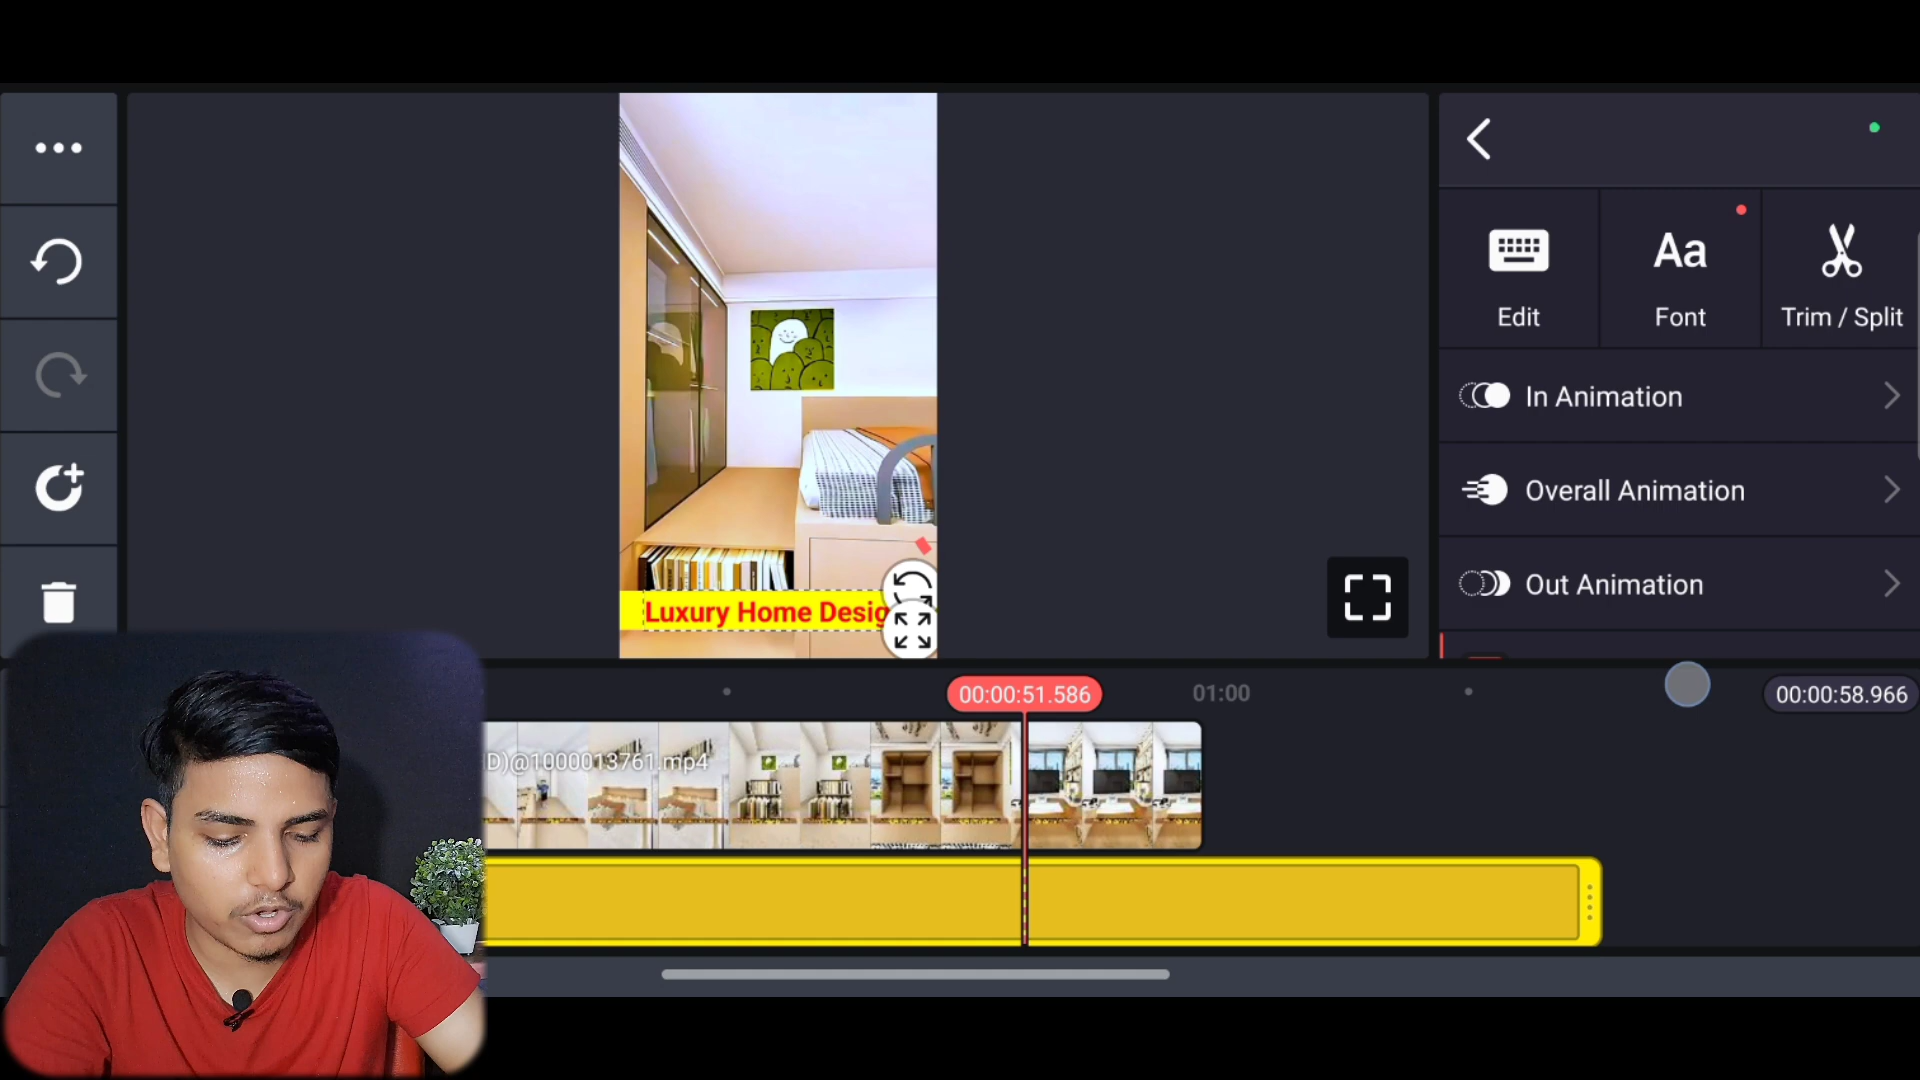 Aa
Edit
Font
Trim / Split
In Animation
Overall Animation
Out Animation
Luxury Home Desig
00:00:51.586
01:00
00:00:58.966
D)@1000013761.mp4